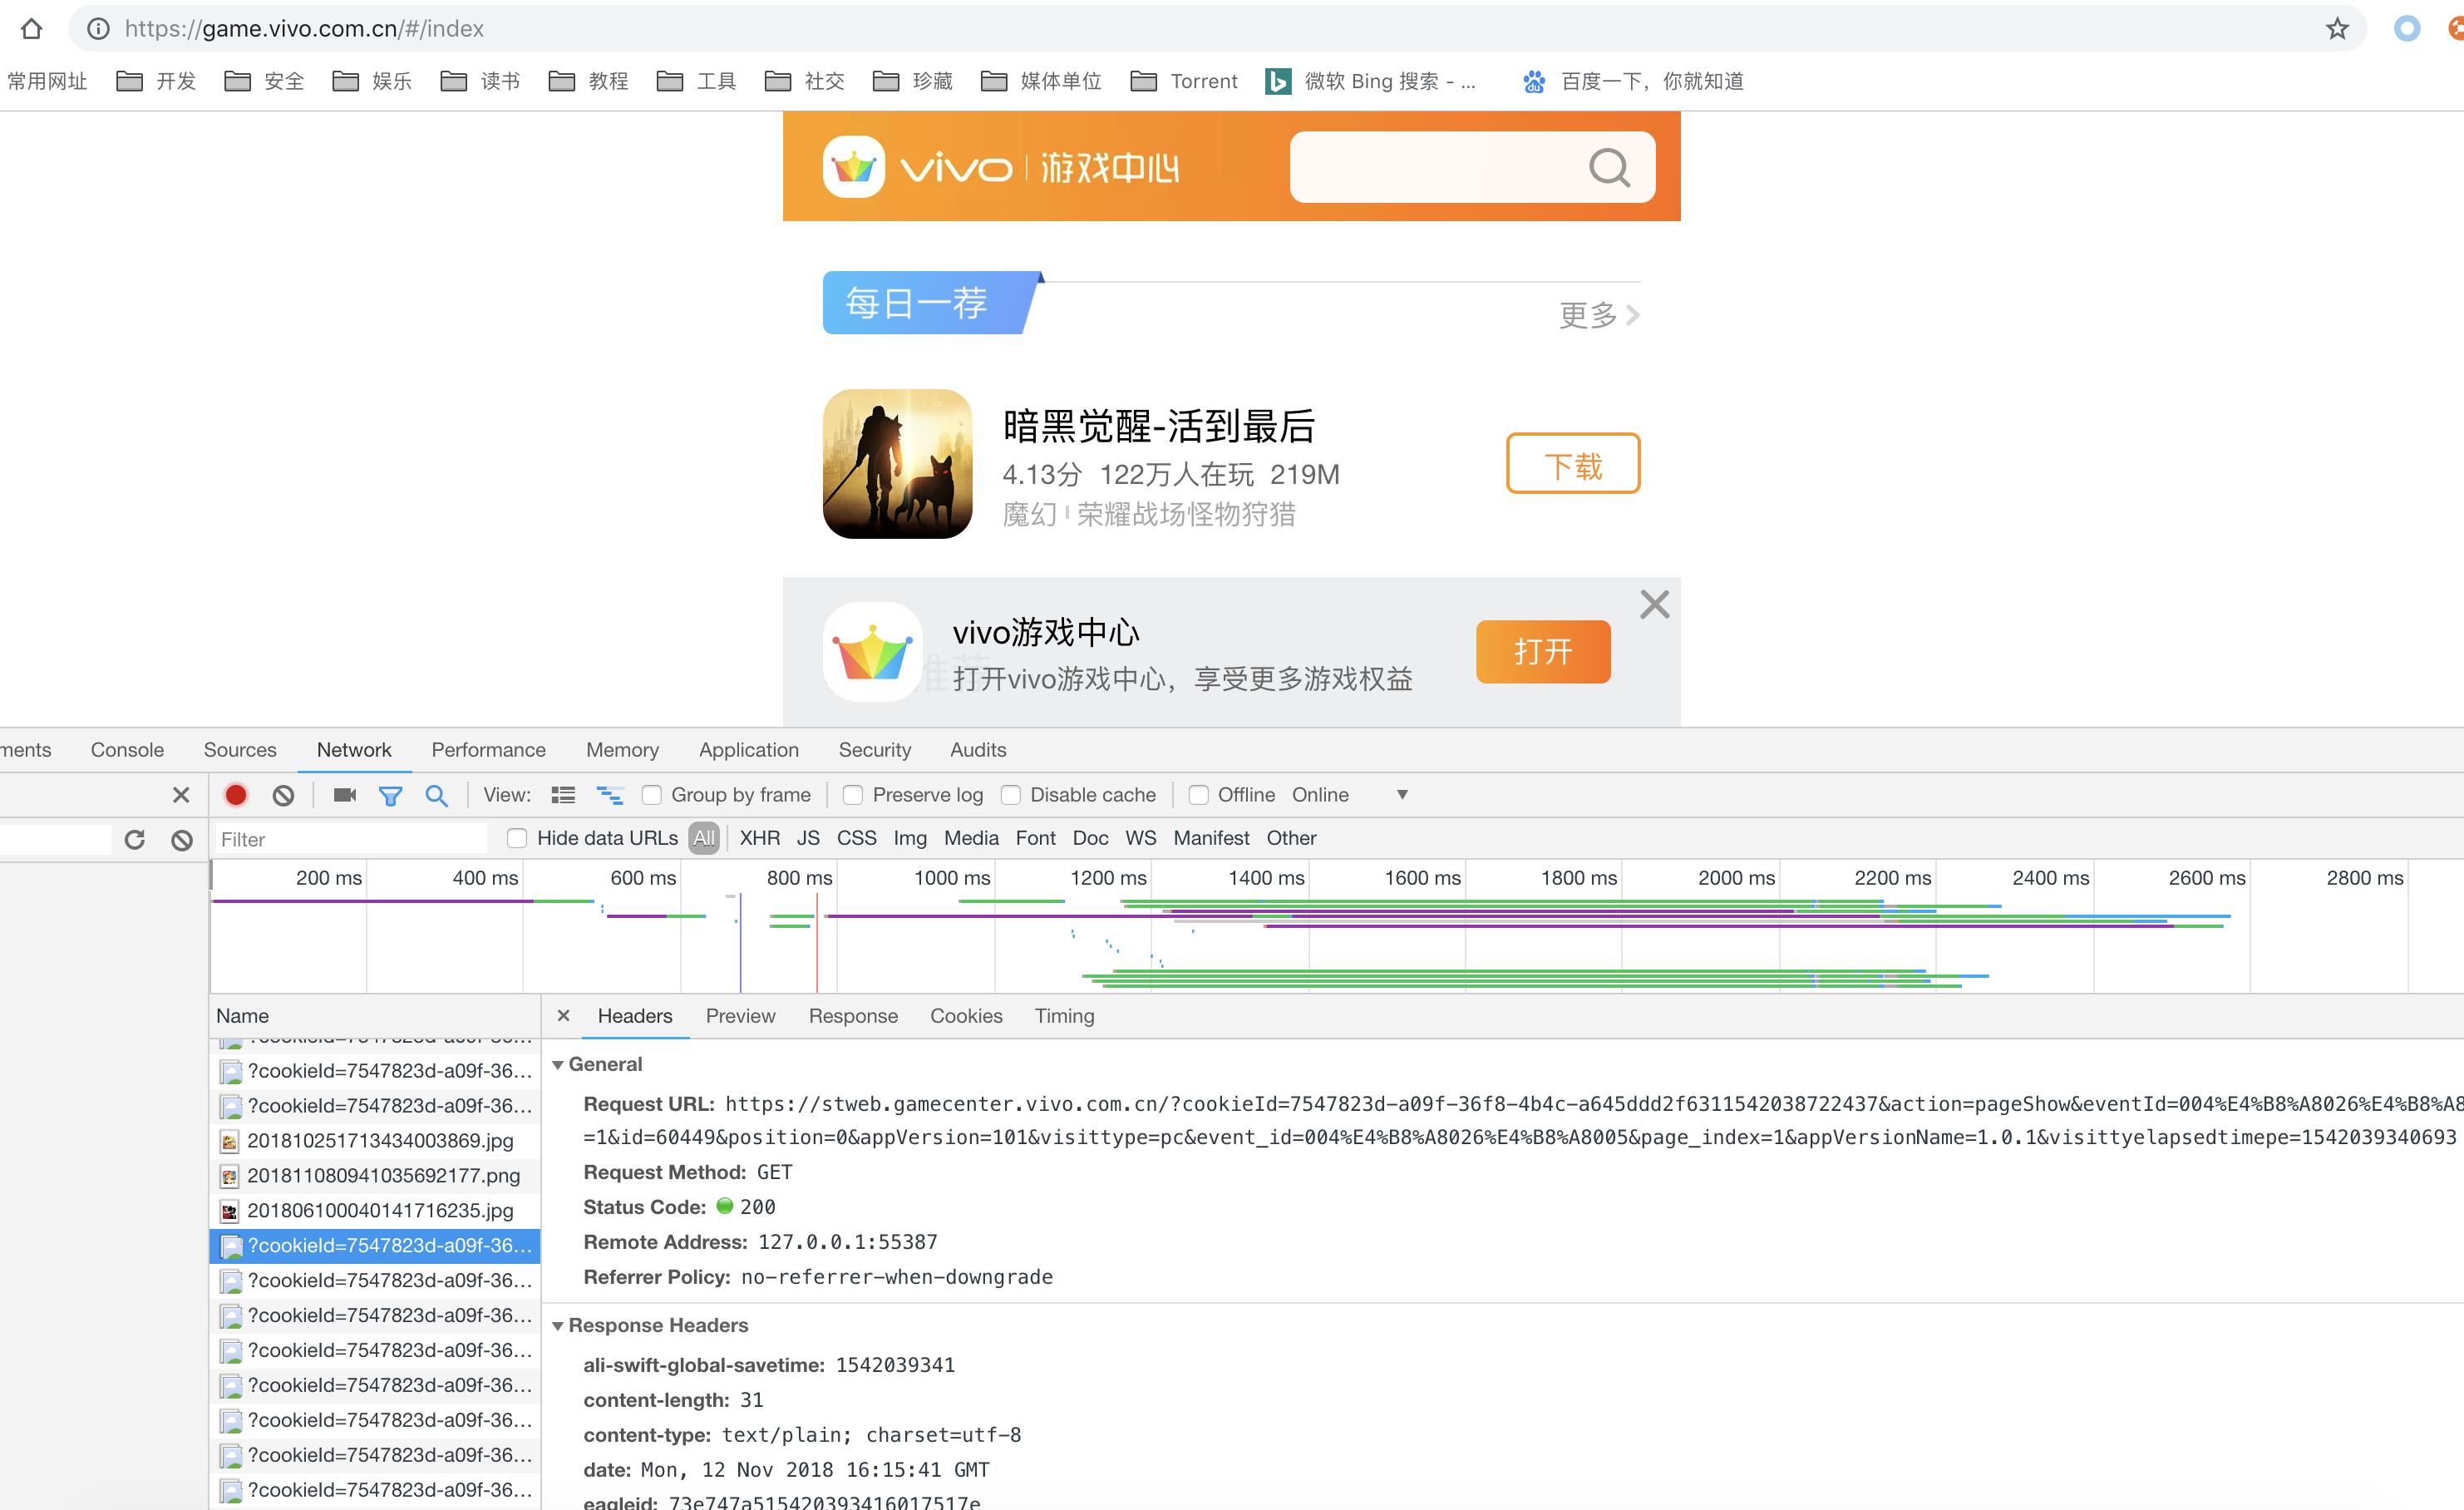 https://game.vivo.com.cn/#/index
常用网址 开发 安全 娱乐 读书 教程 工具 社交 珍藏 媒体单位 Torrent 微软 Bing 搜索 - ... 百度一下，你就知道
vivo 游戏中心
每日一荐
更多
暗黑觉醒-活到最后
4.13分 122万人在玩 219M
魔幻 荣耀战场怪物狩猎
下载
vivo游戏中心
打开vivo游戏中心，享受更多游戏权益
打开
ments Console Sources Network Performance Memory Application Security Audits
View: Group by frame Preserve log Disable cache Offline Online
Filter Hide data URLs All XHR JS CSS Img Media Font Doc WS Manifest Other
200 ms 400 ms 600 ms 800 ms 1000 ms 1200 ms 1400 ms 1600 ms 1800 ms 2000 ms 2200 ms 2400 ms 2600 ms 2800 ms
Name
?cookieId=7547823d-a09f-36...
?cookieId=7547823d-a09f-36...
?cookieId=7547823d-a09f-36...
201810251713434003869.jpg
201811080941035692177.png
201806100040141716235.jpg
?cookieId=7547823d-a09f-36...
?cookieId=7547823d-a09f-36...
?cookieId=7547823d-a09f-36...
?cookieId=7547823d-a09f-36...
?cookieId=7547823d-a09f-36...
?cookieId=7547823d-a09f-36...
?cookieId=7547823d-a09f-36...
?cookieId=7547823d-a09f-36...
Headers Preview Response Cookies Timing
General
Request URL: https://stweb.gamecenter.vivo.com.cn/?cookieId=7547823d-a09f-36f8-4b4c-a645ddd2f6311542038722437&action=pageShow&eventId=004%E4%B8%A8026%E4%B8%A8
=1&id=60449&position=0&appVersion=101&visittype=pc&event_id=004%E4%B8%A8026%E4%B8%A8005&page_index=1&appVersionName=1.0.1&visittyelapsedtimepe=1542039340693
Request Method: GET
Status Code: 200
Remote Address: 127.0.0.1:55387
Referrer Policy: no-referrer-when-downgrade
Response Headers
ali-swift-global-savetime: 1542039341
content-length: 31
content-type: text/plain; charset=utf-8
date: Mon, 12 Nov 2018 16:15:41 GMT
eagleid: 73e747a515420393416017517e